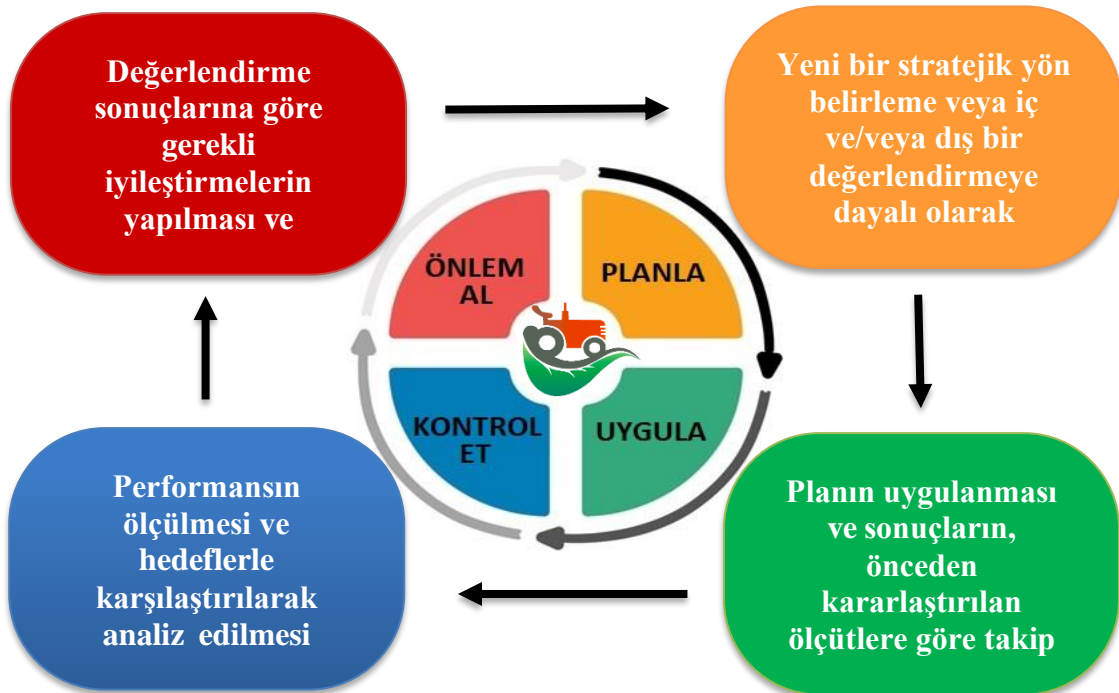 Değerlendirme
sonuçlarına göre
gerekli
iyileştirmelerin
yapılması ve
Yeni bir stratejik yön
belirleme veya iç
ve/veya dış bir
değerlendirmeye
dayalı olarak
ÖNLEM
AL
PLANLA
KONTROL
ET
UYGULA
Performansın
ölçülmesi ve
hedeflerle
karşılaştırılarak
analiz edilmesi
Planın uygulanması
ve sonuçların,
önceden
kararlaştırılan
ölçütlere göre takip